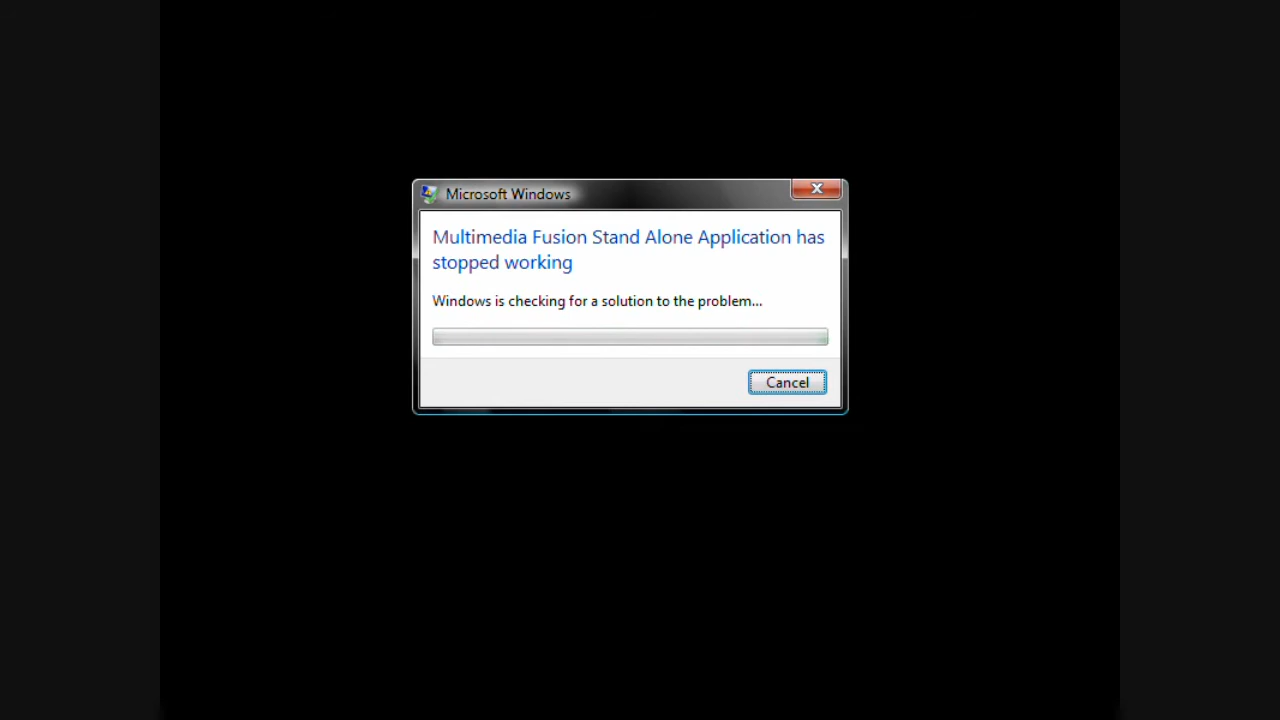 Microsoft Windows
Multimedia Fusion Stand Alone Application has
stopped working
Windows is checking for a solution to the problem...
Cancel